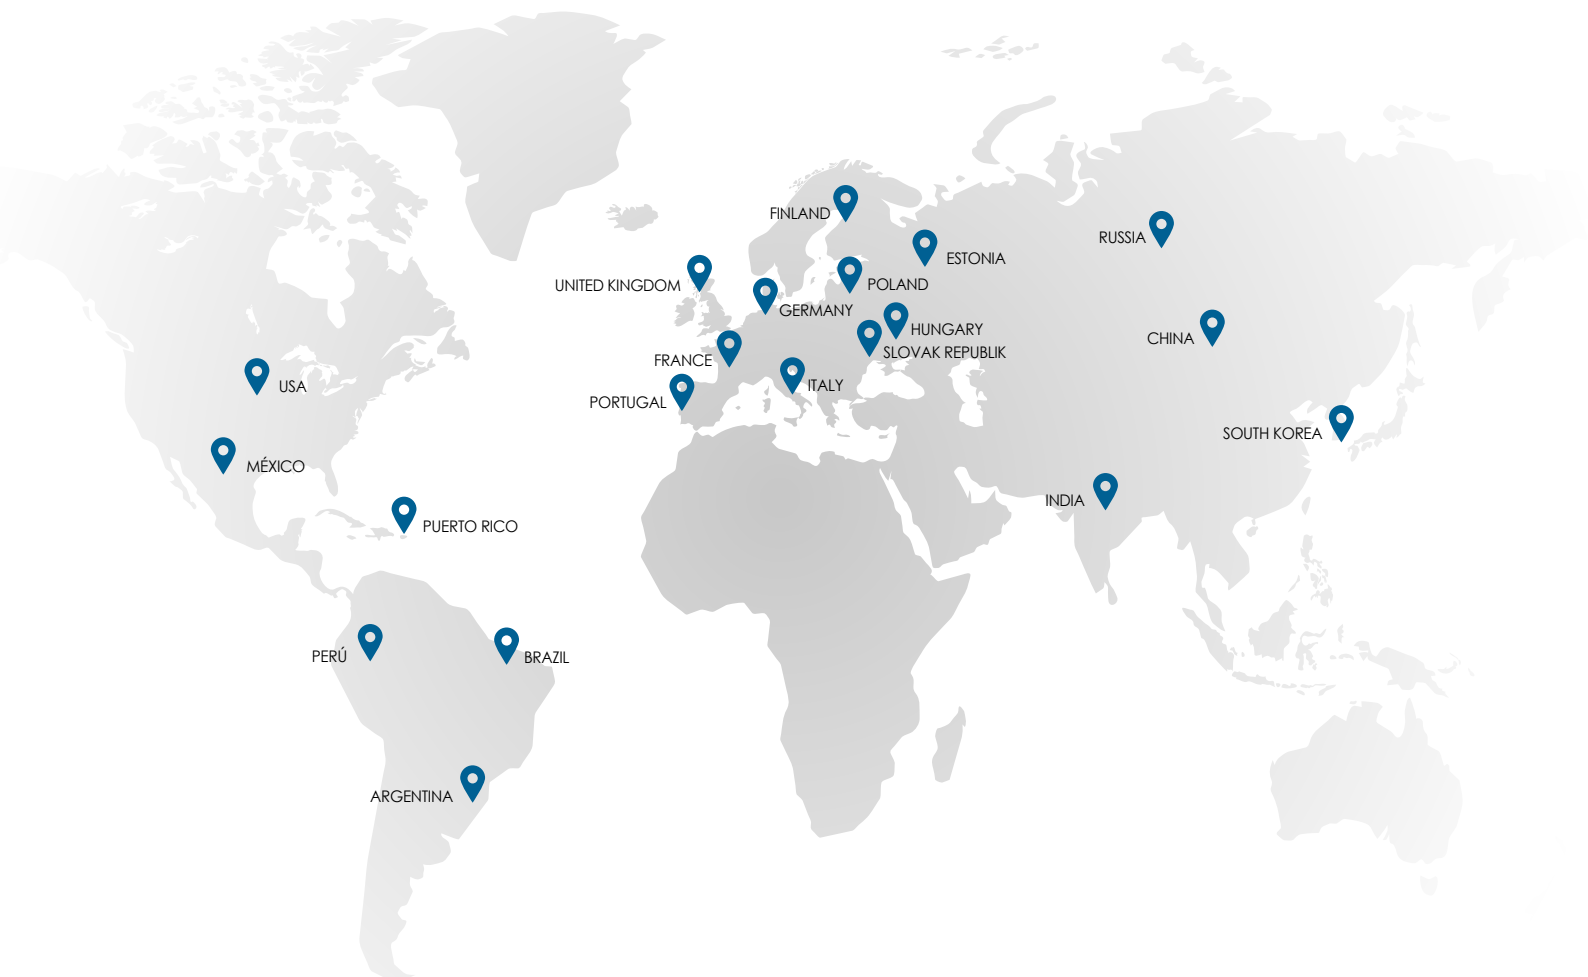 FINLAND
RUSSIA
ESTONIA
UNITED KINGDOM
POLAND
GERMANY
HUNGARY
CHINA
SLOVAK REPUBLIK
FRANCE
USA
ITALY
PORTUGAL
SOUTH KOREA
MÉXICO
INDIA
PUERTO RICO
PERÚ
BRAZIL
ARGENTINA